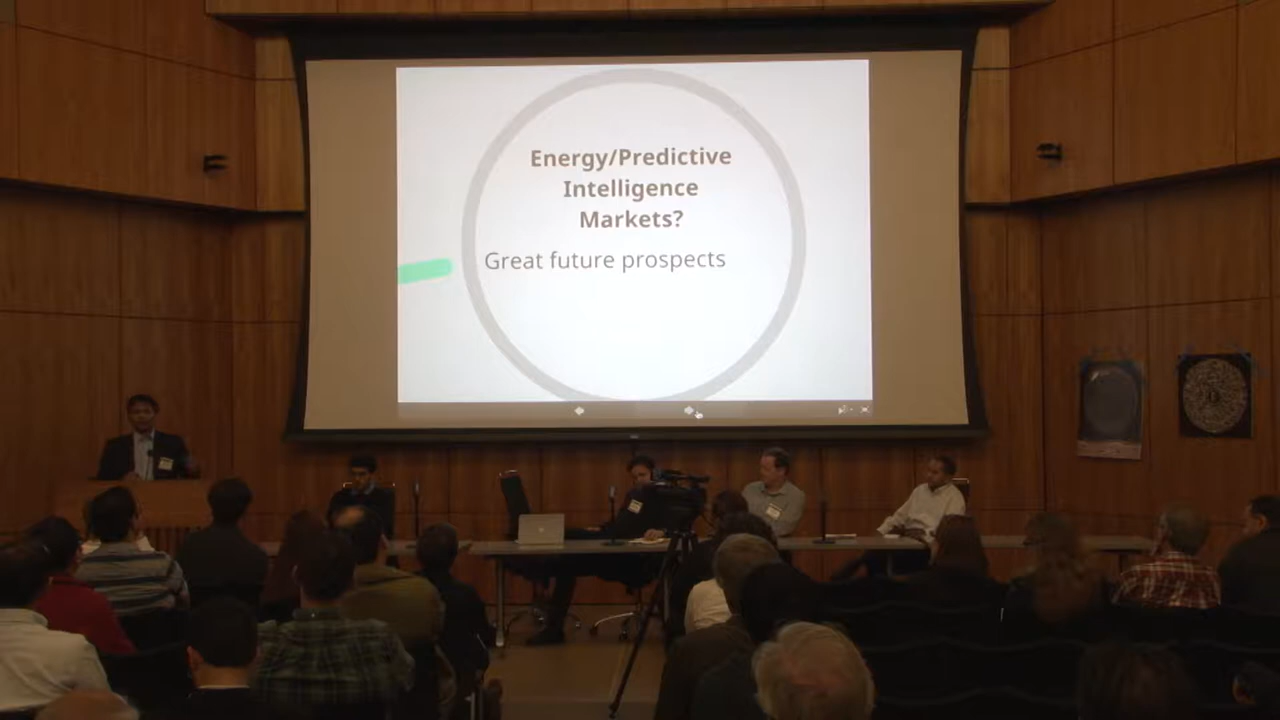 Energy/Predictive
Intelligence
Markets?
Great future prospects